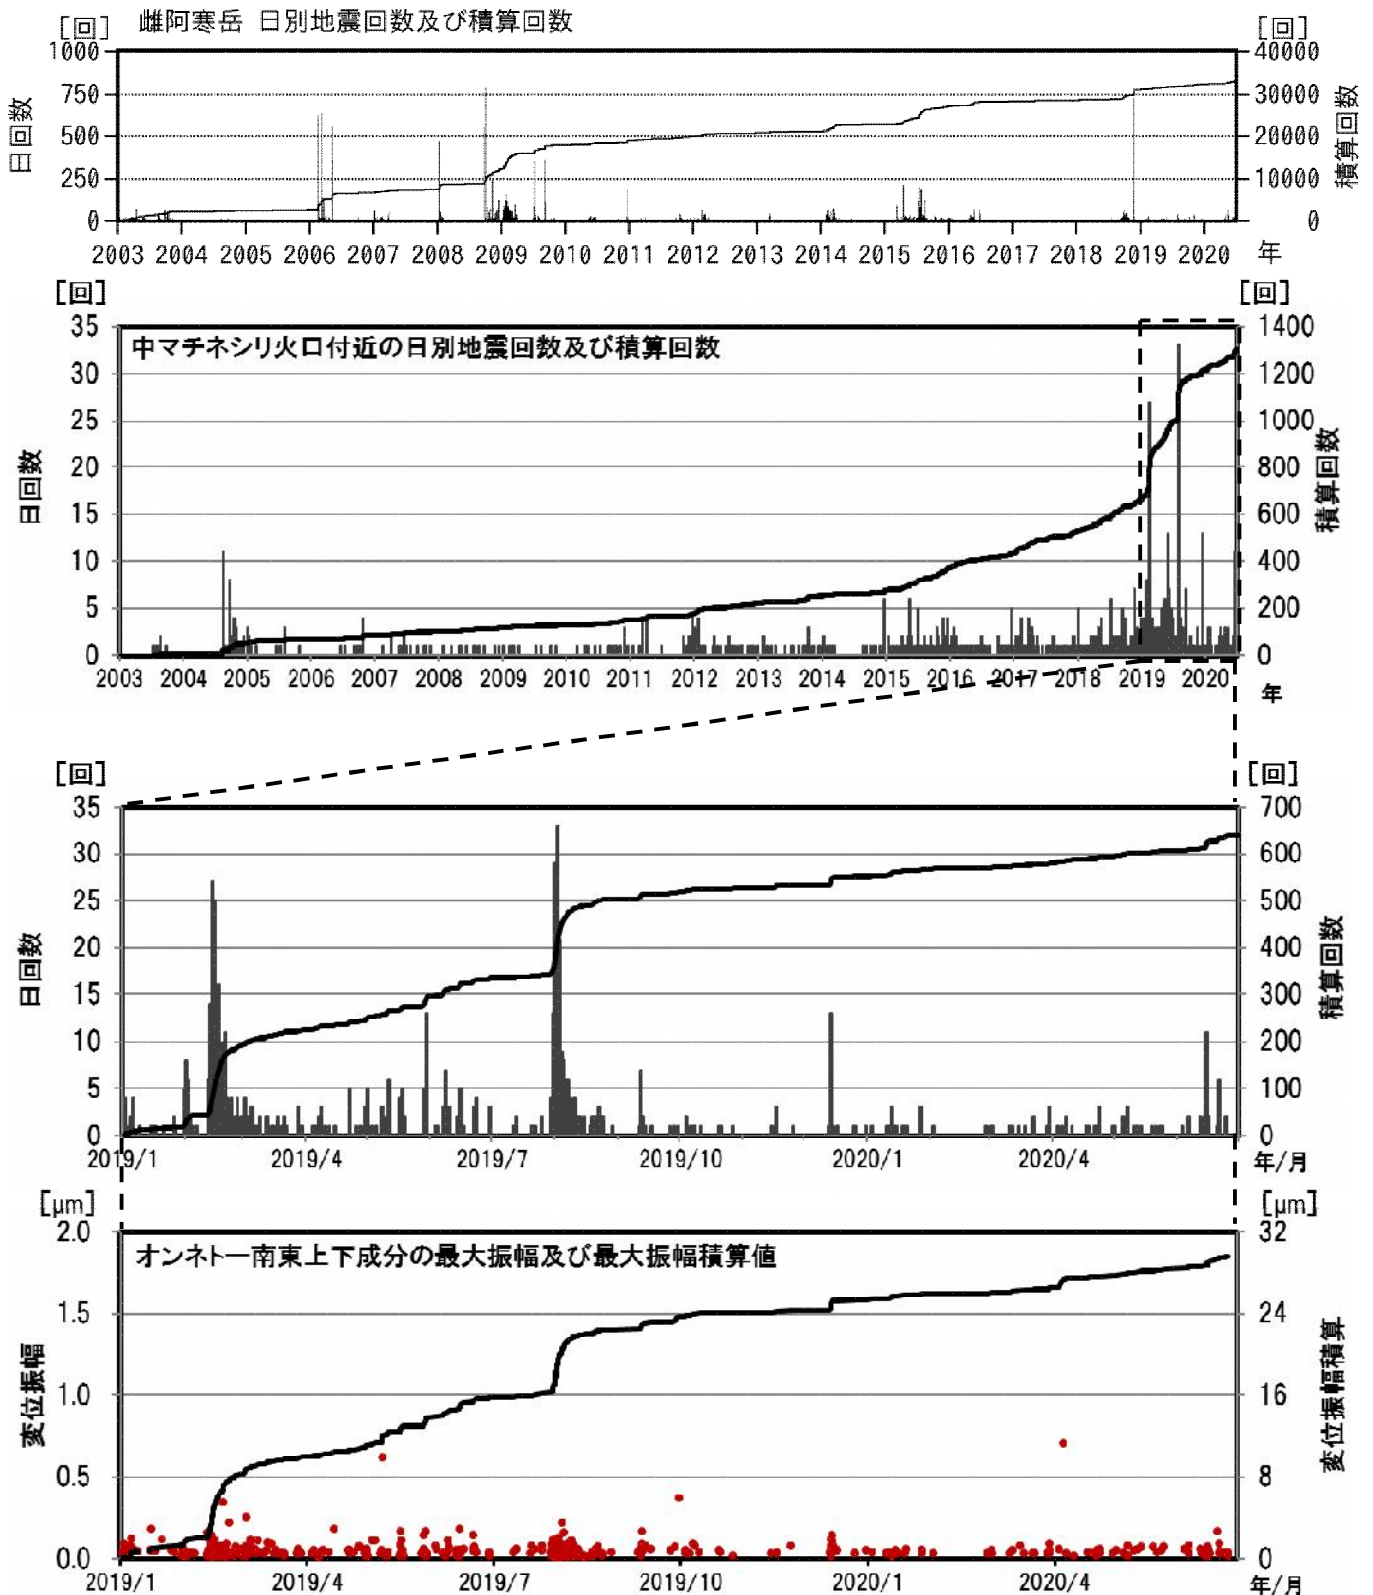 [回] 雌阿寒岳 日別地震回数及び積算回数 [回]
1000 40000
750 30000
500 20000
250 10000
0 0
日回数
積算回数
2003 2004 2005 2006 2007 2008 2009 2010 2011 2012 2013 2014 2015 2016 2017 2018 2019 2020 年
[回] [回]
中マチネシリ火口付近の日別地震回数及び積算回数
35 1400
30 1200
25 1000
20 800
15 600
10 400
5 200
0 0
日回数
積算回数
2003 2004 2005 2006 2007 2008 2009 2010 2011 2012 2013 2014 2015 2016 2017 2018 2019 2020 年
[回] [回]
35 700
30 600
25 500
20 400
15 300
10 200
5 100
0 0
日回数
積算回数
2019/1 2019/4 2019/7 2019/10 2020/1 2020/4 年/月
[μm] [μm]
オンネトー南東上下成分の最大振幅及び最大振幅積算値
2.0 32
1.5 24
1.0 16
0.5 8
0.0 0
変位振幅
変位振幅積算
2019/1 2019/4 2019/7 2019/10 2020/1 2020/4 年/月